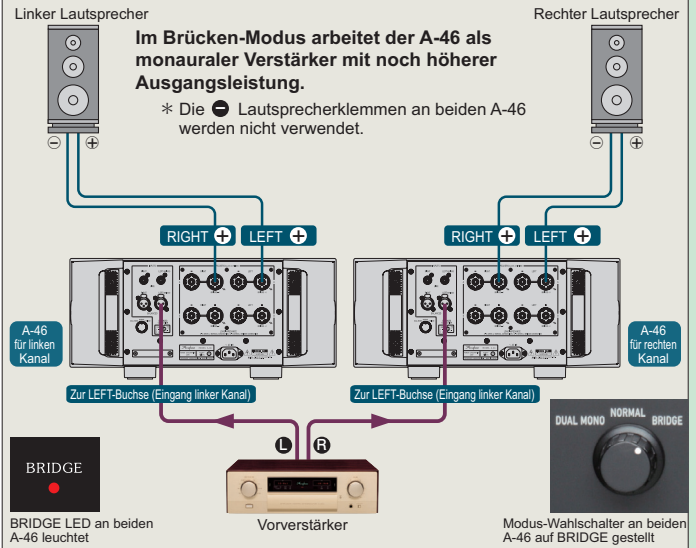 Linker Lautsprecher
Rechter Lautsprecher
Im Brücken-Modus arbeitet der A-46 als
monauraler Verstärker mit noch höherer
Ausgangsleistung.
＊ Die ⊖ Lautsprecherklemmen an beiden A-46
werden nicht verwendet.
⊖ ⊕
⊖ ⊕
RIGHT ⊕ LEFT ⊕
RIGHT ⊕ LEFT ⊕
A-46
für linken
Kanal
A-46
für rechten
Kanal
Zur LEFT-Buchse (Eingang linker Kanal)
Zur LEFT-Buchse (Eingang linker Kanal)
L R
BRIDGE
DUAL MONO NORMAL BRIDGE
BRIDGE LED an beiden
A-46 leuchtet
Vorverstärker
Modus-Wahlschalter an beiden
A-46 auf BRIDGE gestellt